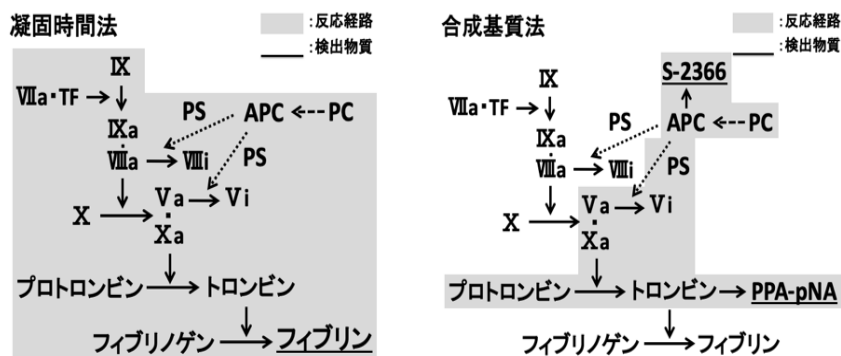 凝固時間法
:反応経路
:検出物質
IX
VIIa・TF
PS
APC
PC
IXa
VIIIa
VIIIi
PS
Va
Vi
X
Xa
プロトロンビン
トロンビン
フィブリノゲン
フィブリン
合成基質法
:反応経路
:検出物質
S-2366
IX
VIIa・TF
PS
APC
PC
IXa
VIIIa
VIIIi
PS
Va
Vi
X
Xa
プロトロンビン
トロンビン
PPA-pNA
フィブリノゲン
フィブリン